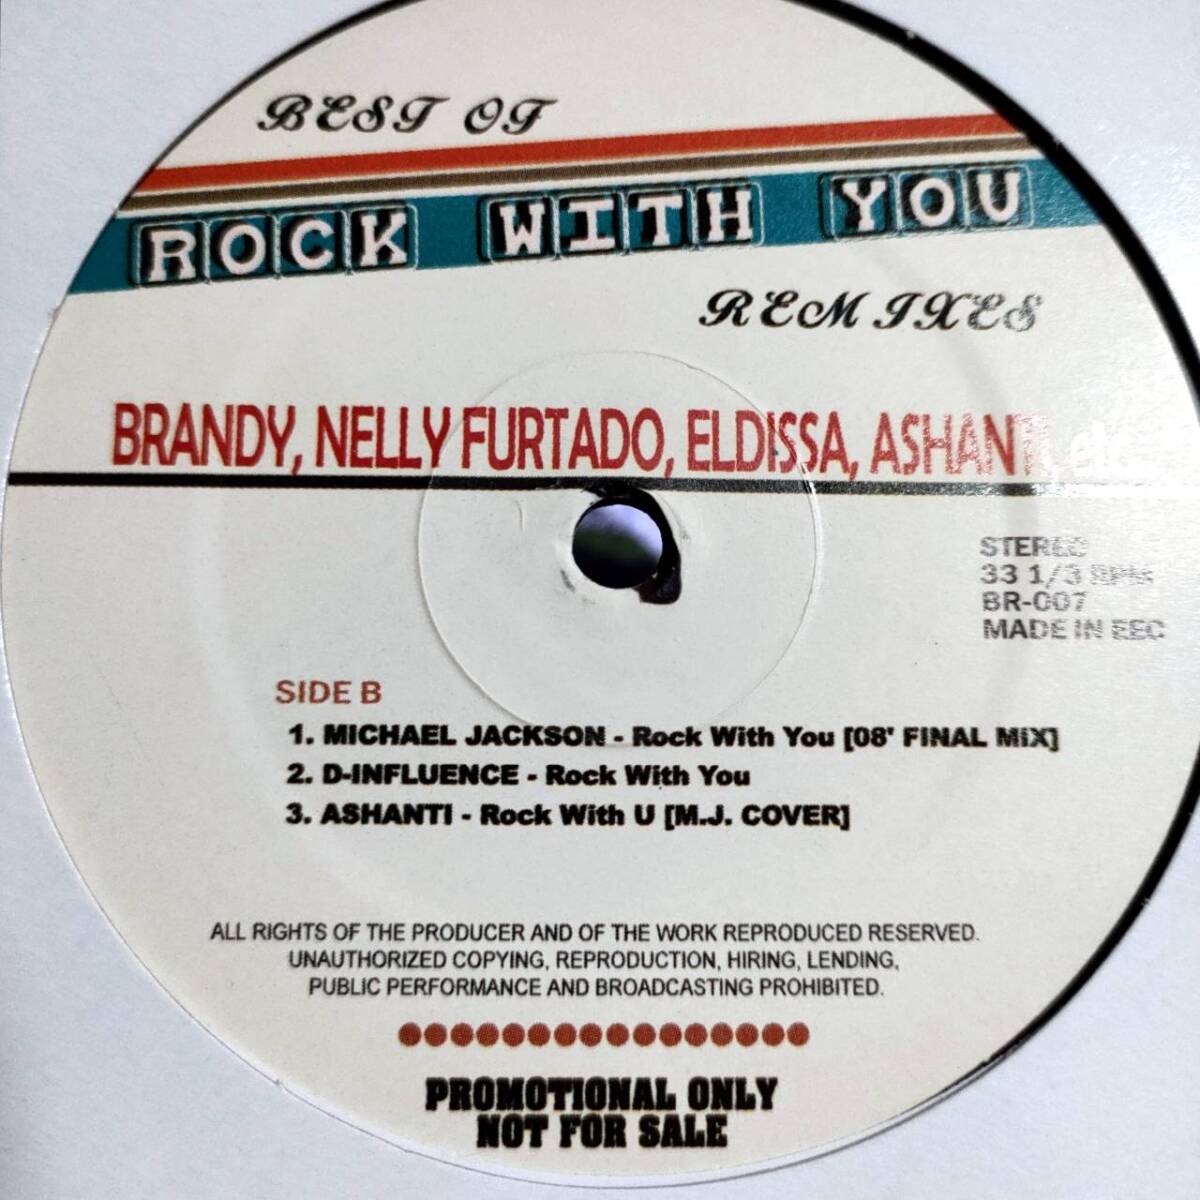 BEST OF
ROCK WITH YOU
REMIXES
BRANDY, NELLY FURTADO, ELDISSA, ASHANTI, etc
STEREO
33 1/3 RPM
BR-007
MADE IN EEC
SIDE B
1. MICHAEL JACKSON - Rock With You [08' FINAL MiX]
2. D-INFLUENCE - Rock With You
3. ASHANTI - Rock With U [M.J. COVER]
ALL RIGHTS OF THE PRODUCER AND OF THE WORK REPRODUCED RESERVED.
UNAUTHORIZED COPYING, REPRODUCTION, HIRING, LENDING,
PUBLIC PERFORMANCE AND BROADCASTING PROHIBITED.
PROMOTIONAL ONLY
NOT FOR SALE